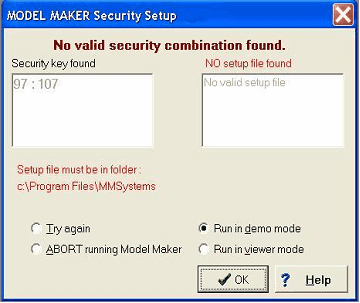 MODEL MAKER Security Setup
No valid security combination found.
Security key found
NO setup file found
97 : 107
No valid setup file
Setup file must be in folder :
c:\Program Files\MMSystems
Try again
Run in demo mode
ABORT running Model Maker
Run in viewer mode
OK
? Help